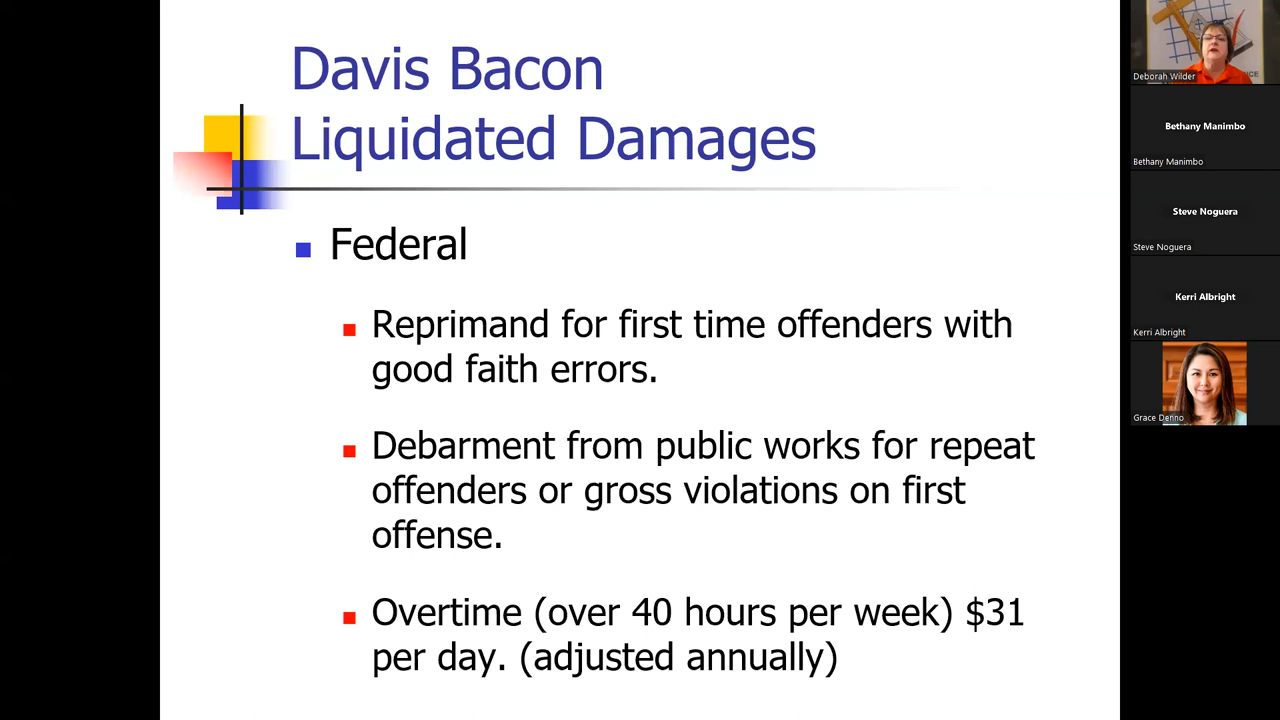 Davis Bacon
Liquidated Damages
Federal
Reprimand for first time offenders with
good faith errors.
Debarment from public works for repeat
offenders or gross violations on first
offense.
Overtime (over 40 hours per week) $31
per day. (adjusted annually)
Deborah Wilder
Bethany Manimbo
Bethany Manimbo
Steve Noguera
Steve Noguera
Kerri Albright
Kerri Albright
Grace Denno